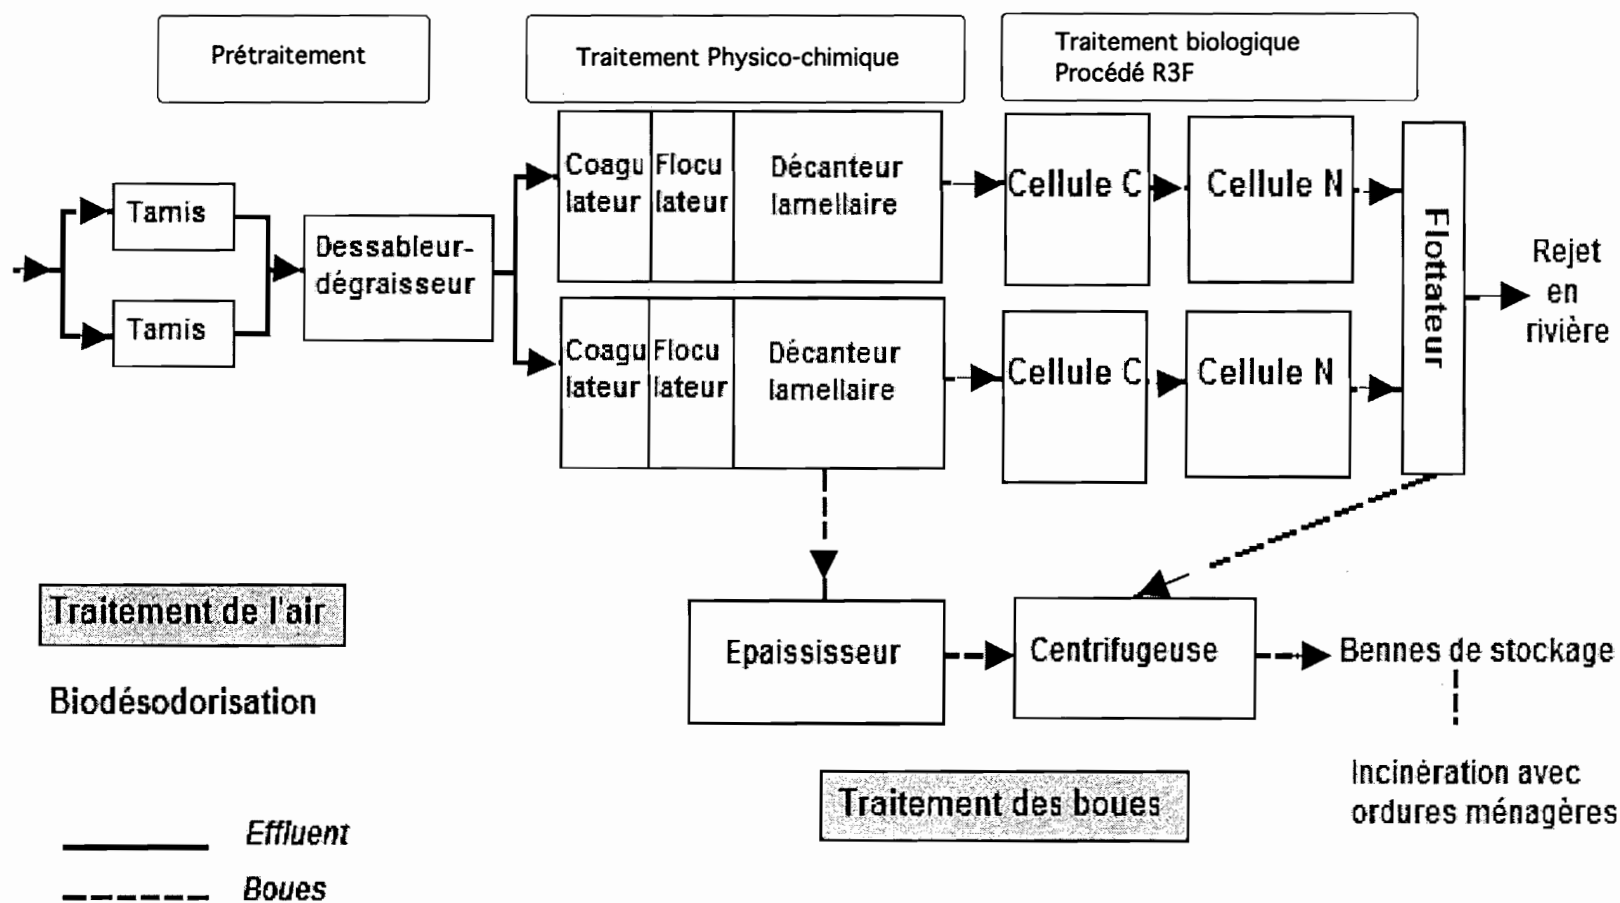 Prétraitement
Traitement Physico-chimique
Traitement biologique
Procédé R3F
Tamis
Tamis
Dessableur-
dégraisseur
Coagu
lateur
Flocu
lateur
Décanteur
lamellaire
Cellule C
Cellule N
Coagu
lateur
Flocu
lateur
Décanteur
lamellaire
Cellule C
Cellule N
Flottateur
Rejet
en
rivière
Traitement de l'air
Biodésodorisation
Epaississeur
Centrifugeuse
Bennes de stockage
Incinération avec
ordures ménagères
Traitement des boues
Effluent
Boues